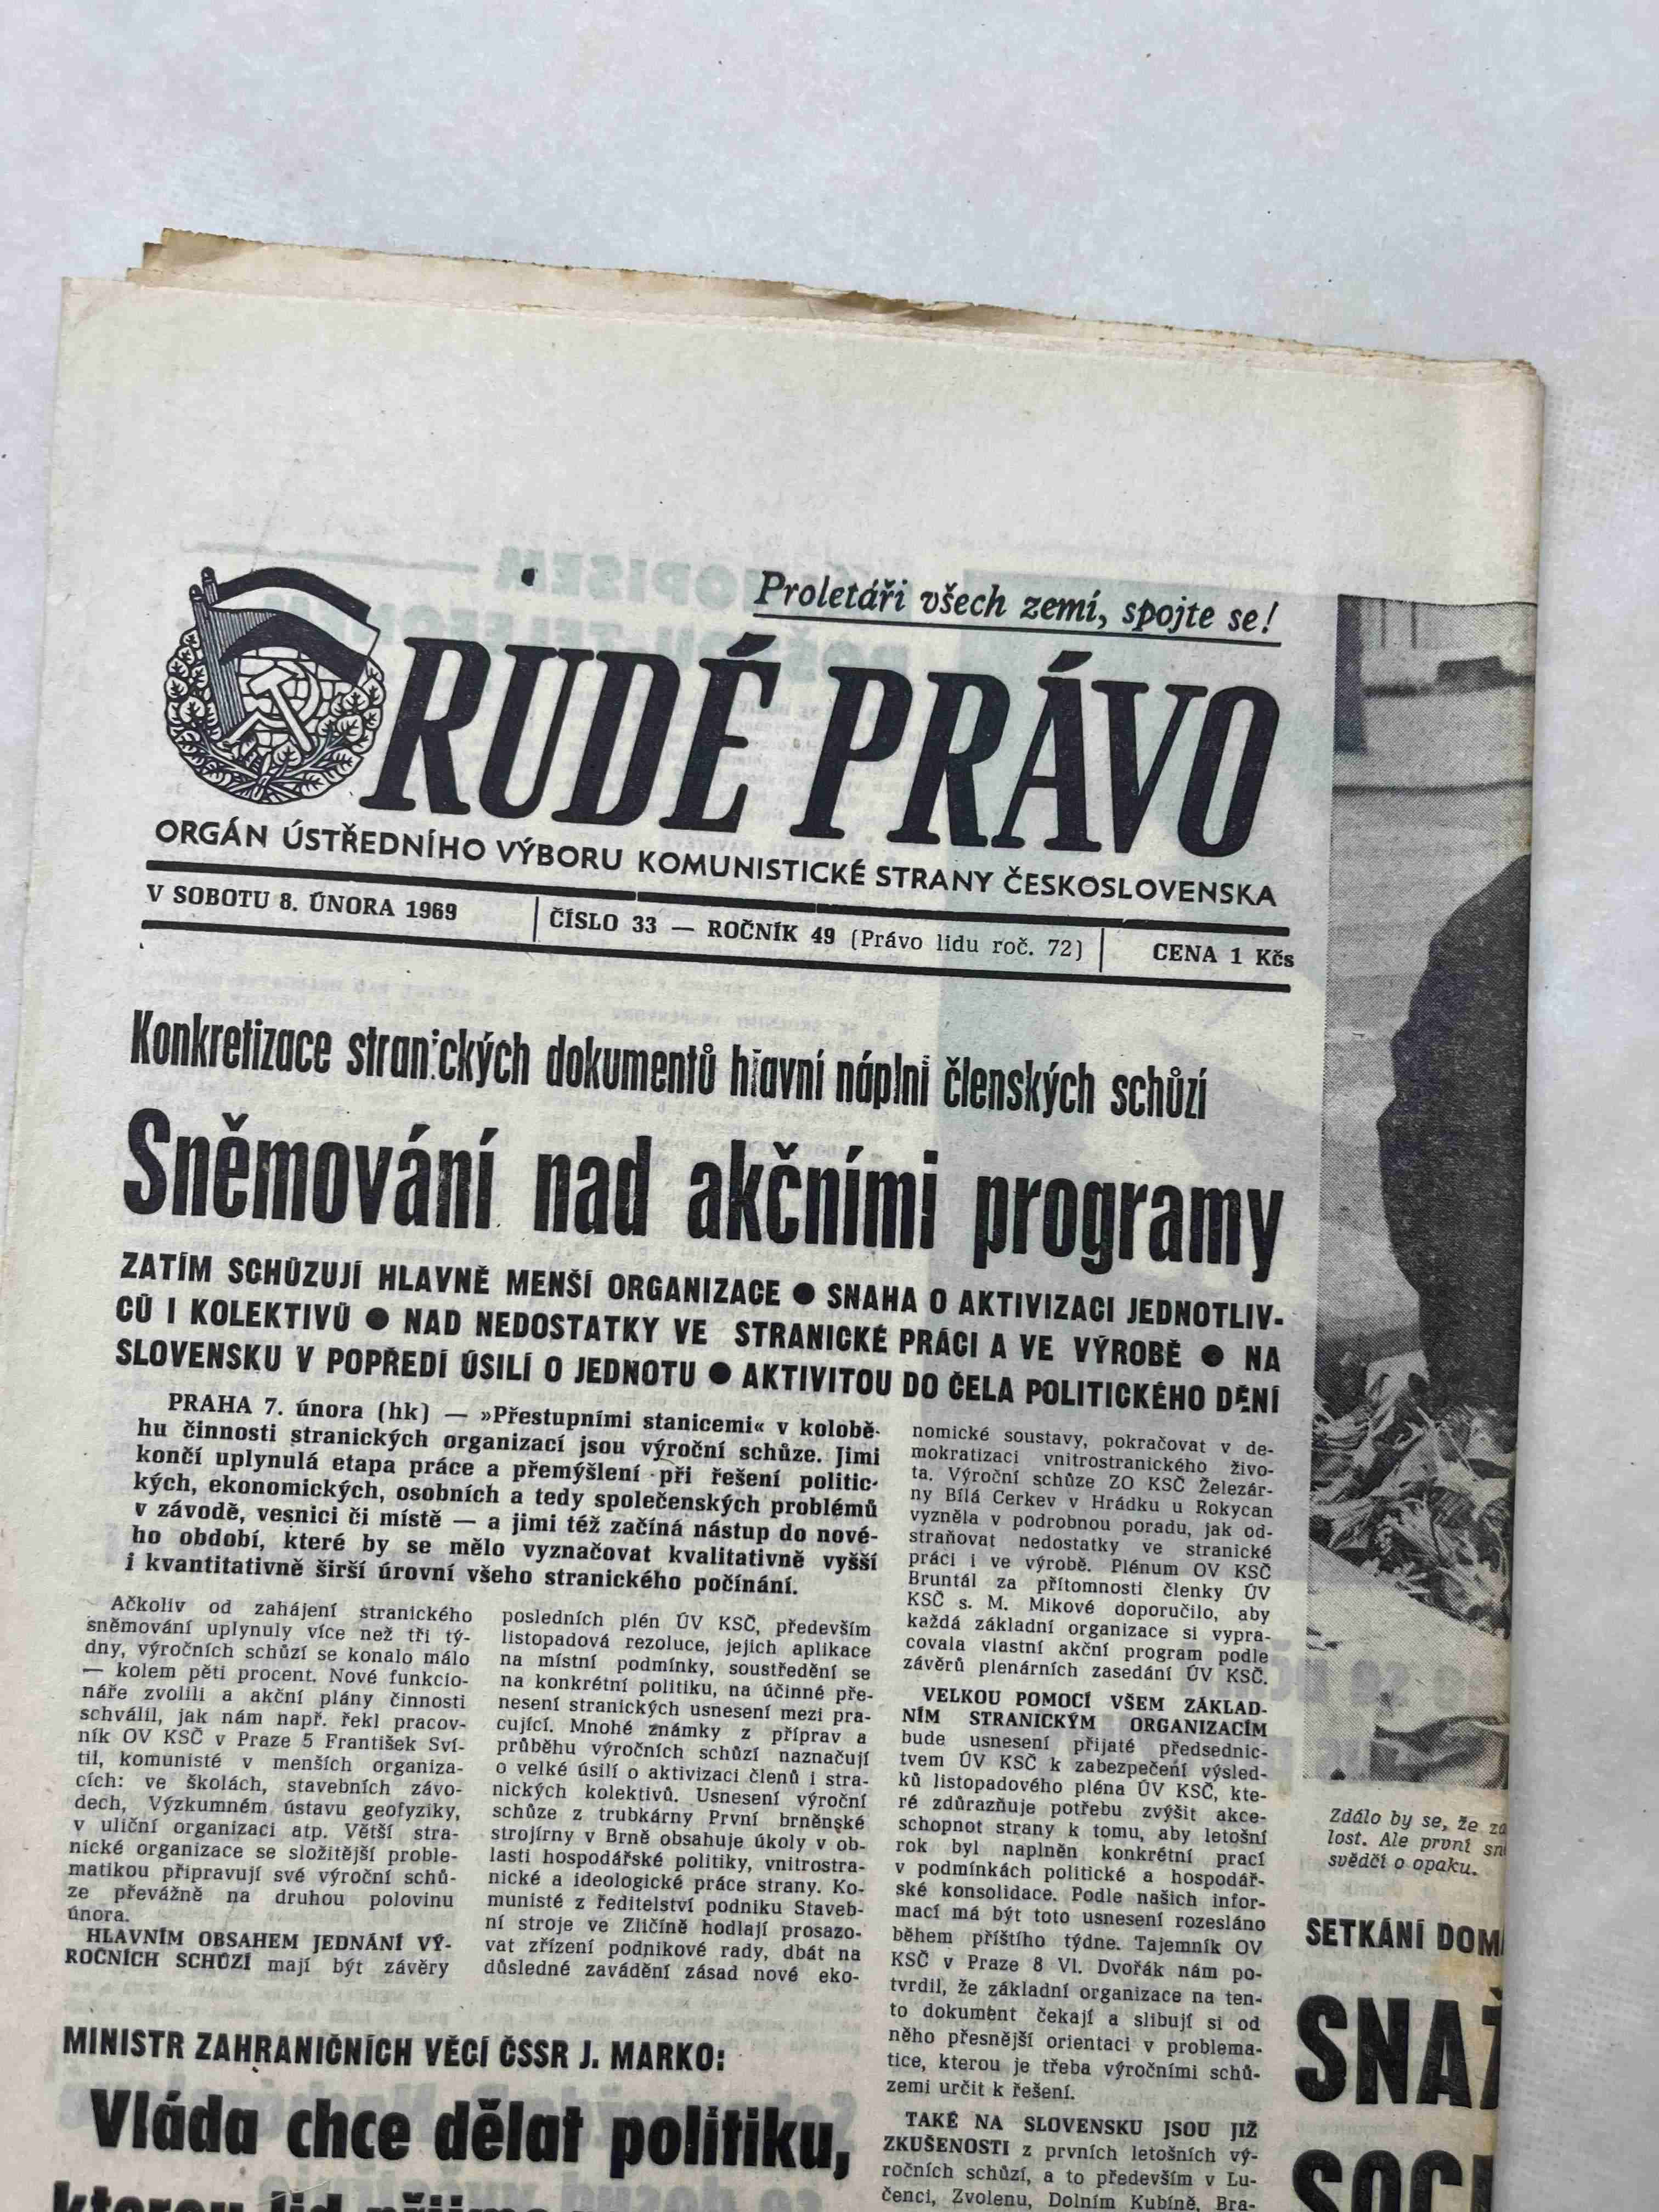 Proletáři všech zemí, spojte se!
RUDÉ PRÁVO
ORGÁN ÚSTŘEDNÍHO VÝBORU KOMUNISTICKÉ STRANY ČESKOSLOVENSKA
V SOBOTU 8. ÚNORA 1969
ČÍSLO 33 — ROČNÍK 49 (Právo lidu roč. 72)
CENA 1 Kčs
Konkretizace stranických dokumentů hlavní náplní členských schůzí
Sněmování nad akčními programy
ZATÍM SCHŮZUJÍ HLAVNĚ MENŠÍ ORGANIZACE ● SNAHA O AKTIVIZACI JEDNOTLIV-
CŮ I KOLEKTIVŮ ● NAD NEDOSTATKY VE STRANICKÉ PRÁCI A VE VÝROBĚ ● NA
SLOVENSKU V POPŘEDÍ ÚSILÍ O JEDNOTU ● AKTIVITOU DO ČELA POLITICKÉHO DĚNÍ
PRAHA 7. února (hk) — »Přestupními stanicemi« v kolobě-
hu činnosti stranických organizací jsou výroční schůze. Jimi
končí uplynulá etapa práce a přemýšlení při řešení politic-
kých, ekonomických, osobních a tedy společenských problémů
v závodě, vesnici či místě — a jimi též začíná nástup do nové-
ho období, které by se mělo vyznačovat kvalitativně vyšší
i kvantitativně širší úrovní všeho stranického počínání.
Ačkoliv od zahájení stranického
sněmování uplynuly více než tři tý-
dny, výročních schůzí se konalo málo
— kolem pěti procent. Nové funkcio-
náře zvolili a akční plány činnosti
schválil, jak nám např. řekl pracov-
ník OV KSČ v Praze 5 František Sví-
til, komunisté v menších organiza-
cích: ve školách, stavebních závo-
dech, Výzkumném ústavu geofyziky,
v uliční organizaci atp. Větší stra-
nické organizace se složitější proble-
matikou připravují své výroční schů-
ze převážně na druhou polovinu
února.
HLAVNÍM OBSAHEM JEDNÁNÍ VÝ-
ROČNÍCH SCHŮZÍ mají být závěry
posledních plén ÚV KSČ, především
listopadová rezoluce, jejich aplikace
na místní podmínky, soustředění se
na konkrétní politiku, na účinné pře-
nesení stranických usnesení mezi pra-
cující. Mnohé známky z příprav a
průběhu výročních schůzí naznačují
o velké úsilí o aktivizaci členů i stra-
nických kolektivů. Usnesení výroční
schůze z trubkárny První brněnské
strojírny v Brně obsahuje úkoly v ob-
lasti hospodářské politiky, vnitrostra-
nické a ideologické práce strany. Ko-
munisté z ředitelství podniku Staveb-
ní stroje ve Zličíně hodlají prosazo-
vat zřízení podnikové rady, dbát na
důsledné zavádění zásad nové eko-
nomické soustavy, pokračovat v de-
mokratizaci vnitrostranického živo-
ta. Výroční schůze ZO KSČ Železár-
ny Bílá Cerkev v Hrádku u Rokycan
vyzněla v podrobnou poradu, jak od-
straňovat nedostatky ve stranické
práci i ve výrobě. Plénum OV KSČ
Bruntál za přítomnosti členky ÚV
KSČ s. M. Mikové doporučilo, aby
každá základní organizace si vypra-
covala vlastní akční program podle
závěrů plenárních zasedání ÚV KSČ.
VELKOU POMOCÍ VŠEM ZÁKLAD-
NÍM STRANICKÝM ORGANIZACÍM
bude usnesení přijaté předsednic-
tvem ÚV KSČ k zabezpečení výsled-
ků listopadového pléna ÚV KSČ, kte-
ré zdůrazňuje potřebu zvýšit akce-
schopnot strany k tomu, aby letošní
rok byl naplněn konkrétní prací
v podmínkách politické a hospodář-
ské konsolidace. Podle našich infor-
mací má být toto usnesení rozesláno
během příštího týdne. Tajemník OV
KSČ v Praze 8 Vl. Dvořák nám po-
tvrdil, že základní organizace na ten-
to dokument čekají a slibují si od
něho přesnější orientaci v problema-
tice, kterou je třeba výročními schů-
zemi určit k řešení.
TAKÉ NA SLOVENSKU JSOU JIŽ
ZKUŠENOSTI z prvních letošních vý-
ročních schůzí, a to především v Lu-
čenci, Zvolenu, Dolním Kubíně, Bra-
MINISTR ZAHRANIČNÍCH VĚCÍ ČSSR J. MARKO:
Vláda chce dělat politiku,
kterou lid
Zdálo by se, že
lost. Ale první
svědčí o opaku.
SETKÁNÍ